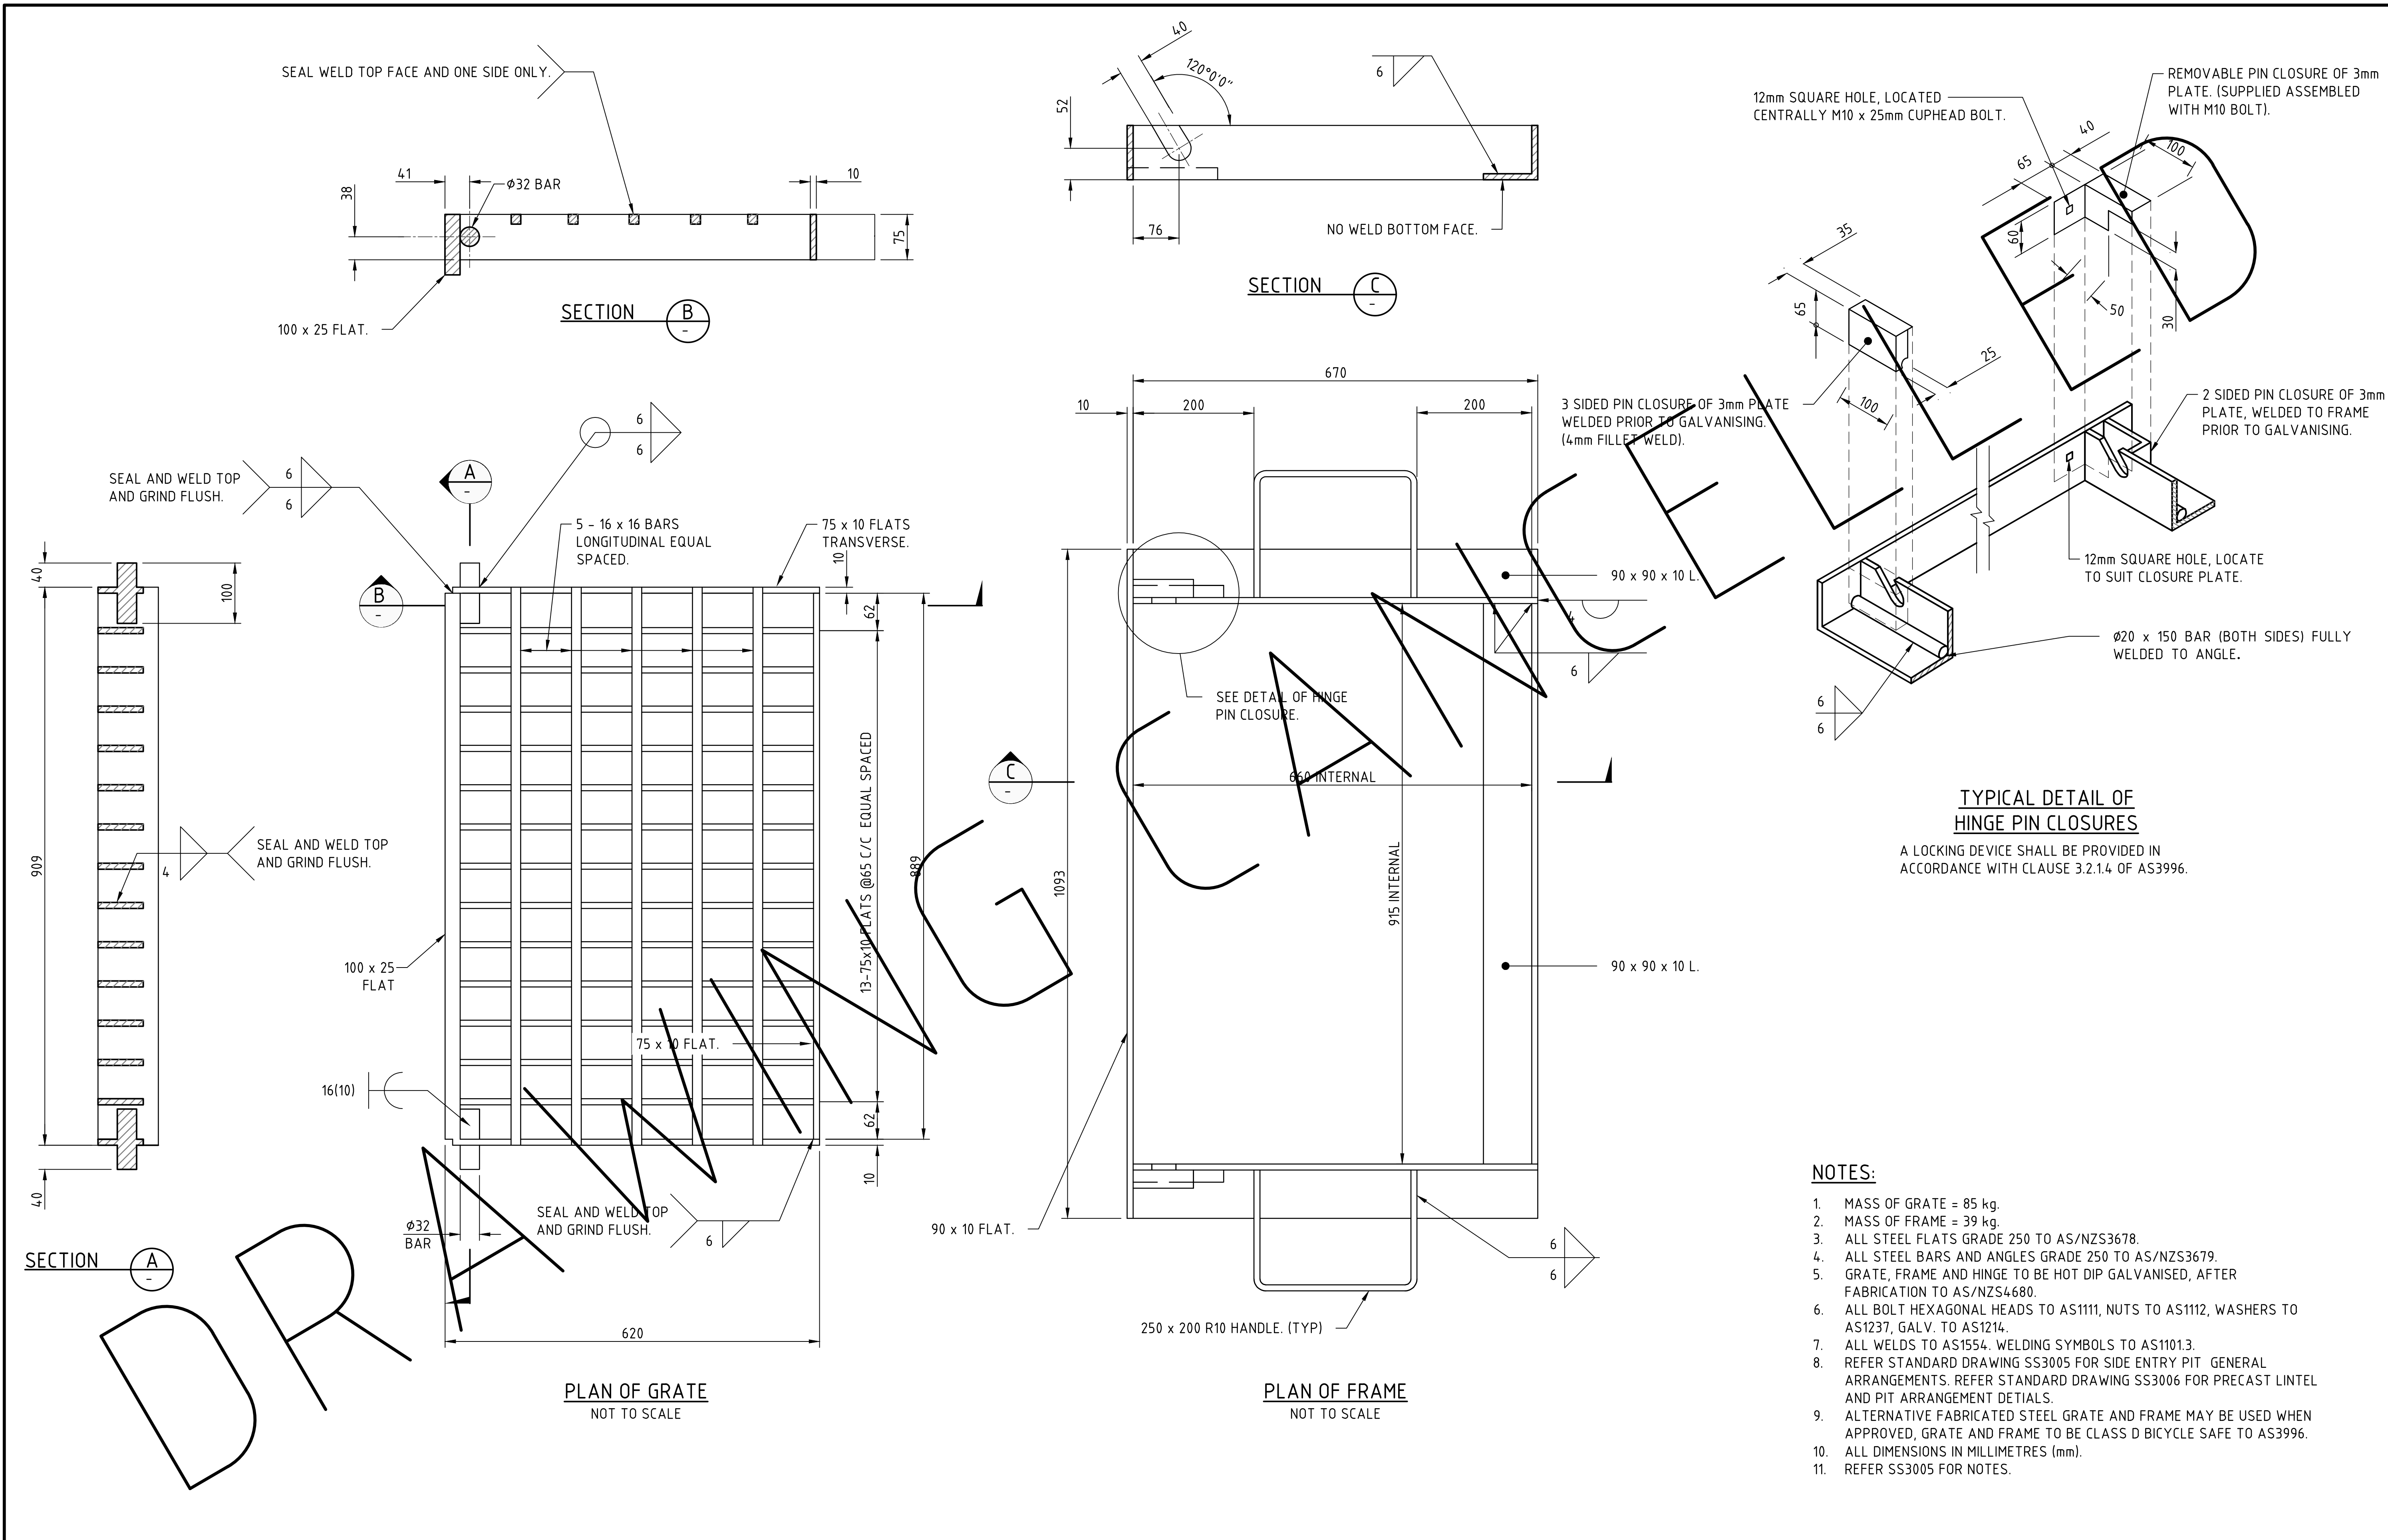 SEAL WELD TOP FACE AND ONE SIDE ONLY.
41
Ø32 BAR
10
38
75
100 x 25 FLAT.
SECTION B
-
40
120°0'0"
6
52
76
NO WELD BOTTOM FACE.
SECTION C
-
12mm SQUARE HOLE, LOCATED
CENTRALLY M10 x 25mm CUPHEAD BOLT.
REMOVABLE PIN CLOSURE OF 3mm
PLATE. (SUPPLIED ASSEMBLED
WITH M10 BOLT).
40
65
100
60
50
30
35
65
25
100
3 SIDED PIN CLOSURE OF 3mm PLATE
WELDED PRIOR TO GALVANISING.
(4mm FILLET WELD).
2 SIDED PIN CLOSURE OF 3mm
PLATE, WELDED TO FRAME
PRIOR TO GALVANISING.
12mm SQUARE HOLE, LOCATE
TO SUIT CLOSURE PLATE.
Ø20 x 150 BAR (BOTH SIDES) FULLY
WELDED TO ANGLE.
6
6
TYPICAL DETAIL OF
HINGE PIN CLOSURES
A LOCKING DEVICE SHALL BE PROVIDED IN
ACCORDANCE WITH CLAUSE 3.2.1.4 OF AS3996.
40
909
100
40
SEAL AND WELD TOP
AND GRIND FLUSH.
4
SECTION A
-
SEAL AND WELD TOP
AND GRIND FLUSH.
6
6
6
6
A
-
B
-
5 - 16 x 16 BARS
LONGITUDINAL EQUAL
SPACED.
75 x 10 FLATS
TRANSVERSE.
10
62
13-75x10 FLATS @65 C/C EQUAL SPACED
889
100 x 25
FLAT
75 x 10 FLAT.
16(10)
62
10
SEAL AND WELD TOP
AND GRIND FLUSH.
6
Ø32
BAR
620
PLAN OF GRATE
NOT TO SCALE
670
10
200
200
90 x 90 x 10 L.
4
6
SEE DETAIL OF HINGE
PIN CLOSURE.
C
-
660 INTERNAL
1093
915 INTERNAL
90 x 90 x 10 L.
90 x 10 FLAT.
6
6
250 x 200 R10 HANDLE. (TYP)
PLAN OF FRAME
NOT TO SCALE
NOTES:
1. MASS OF GRATE = 85 kg.
2. MASS OF FRAME = 39 kg.
3. ALL STEEL FLATS GRADE 250 TO AS/NZS3678.
4. ALL STEEL BARS AND ANGLES GRADE 250 TO AS/NZS3679.
5. GRATE, FRAME AND HINGE TO BE HOT DIP GALVANISED, AFTER
FABRICATION TO AS/NZS4680.
6. ALL BOLT HEXAGONAL HEADS TO AS1111, NUTS TO AS1112, WASHERS TO
AS1237, GALV. TO AS1214.
7. ALL WELDS TO AS1554. WELDING SYMBOLS TO AS1101.3.
8. REFER STANDARD DRAWING SS3005 FOR SIDE ENTRY PIT GENERAL
ARRANGEMENTS. REFER STANDARD DRAWING SS3006 FOR PRECAST LINTEL
AND PIT ARRANGEMENT DETIALS.
9. ALTERNATIVE FABRICATED STEEL GRATE AND FRAME MAY BE USED WHEN
APPROVED, GRATE AND FRAME TO BE CLASS D BICYCLE SAFE TO AS3996.
10. ALL DIMENSIONS IN MILLIMETRES (mm).
11. REFER SS3005 FOR NOTES.
DRAWING CANCELLED